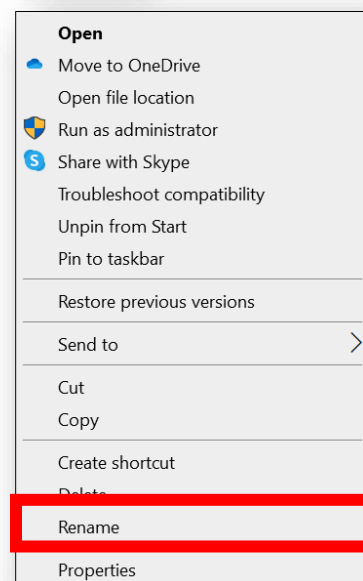 Open
Move to OneDrive
Open file location
Run as administrator
S Share with Skype
Troubleshoot compatibility
Unpin from Start
Pin to taskbar
Restore previous versions
Send to
Cut
Copy
Create shortcut
Delete
Rename
Properties